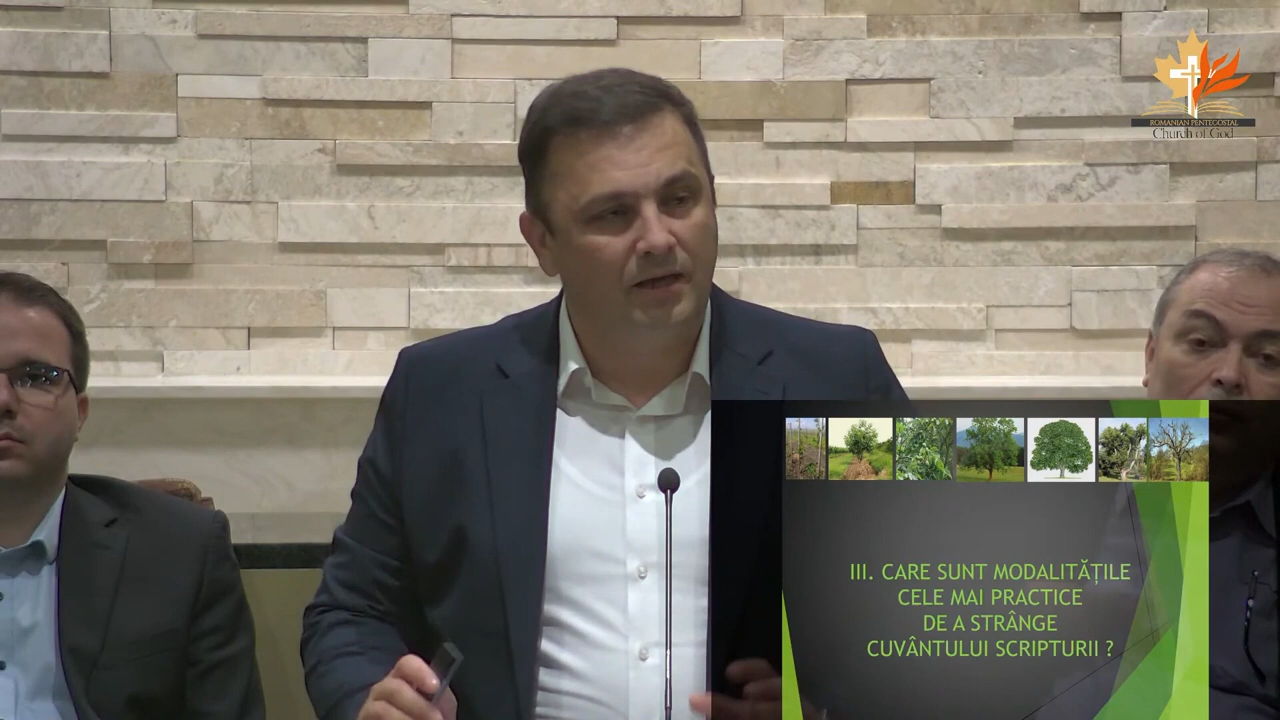 ROMANIAN PENTECOSTAL
Church of God
III. CARE SUNT MODALITĂȚILE
CELE MAI PRACTICE
DE A STRÂNGE
CUVÂNTULUI SCRIPTURII ?